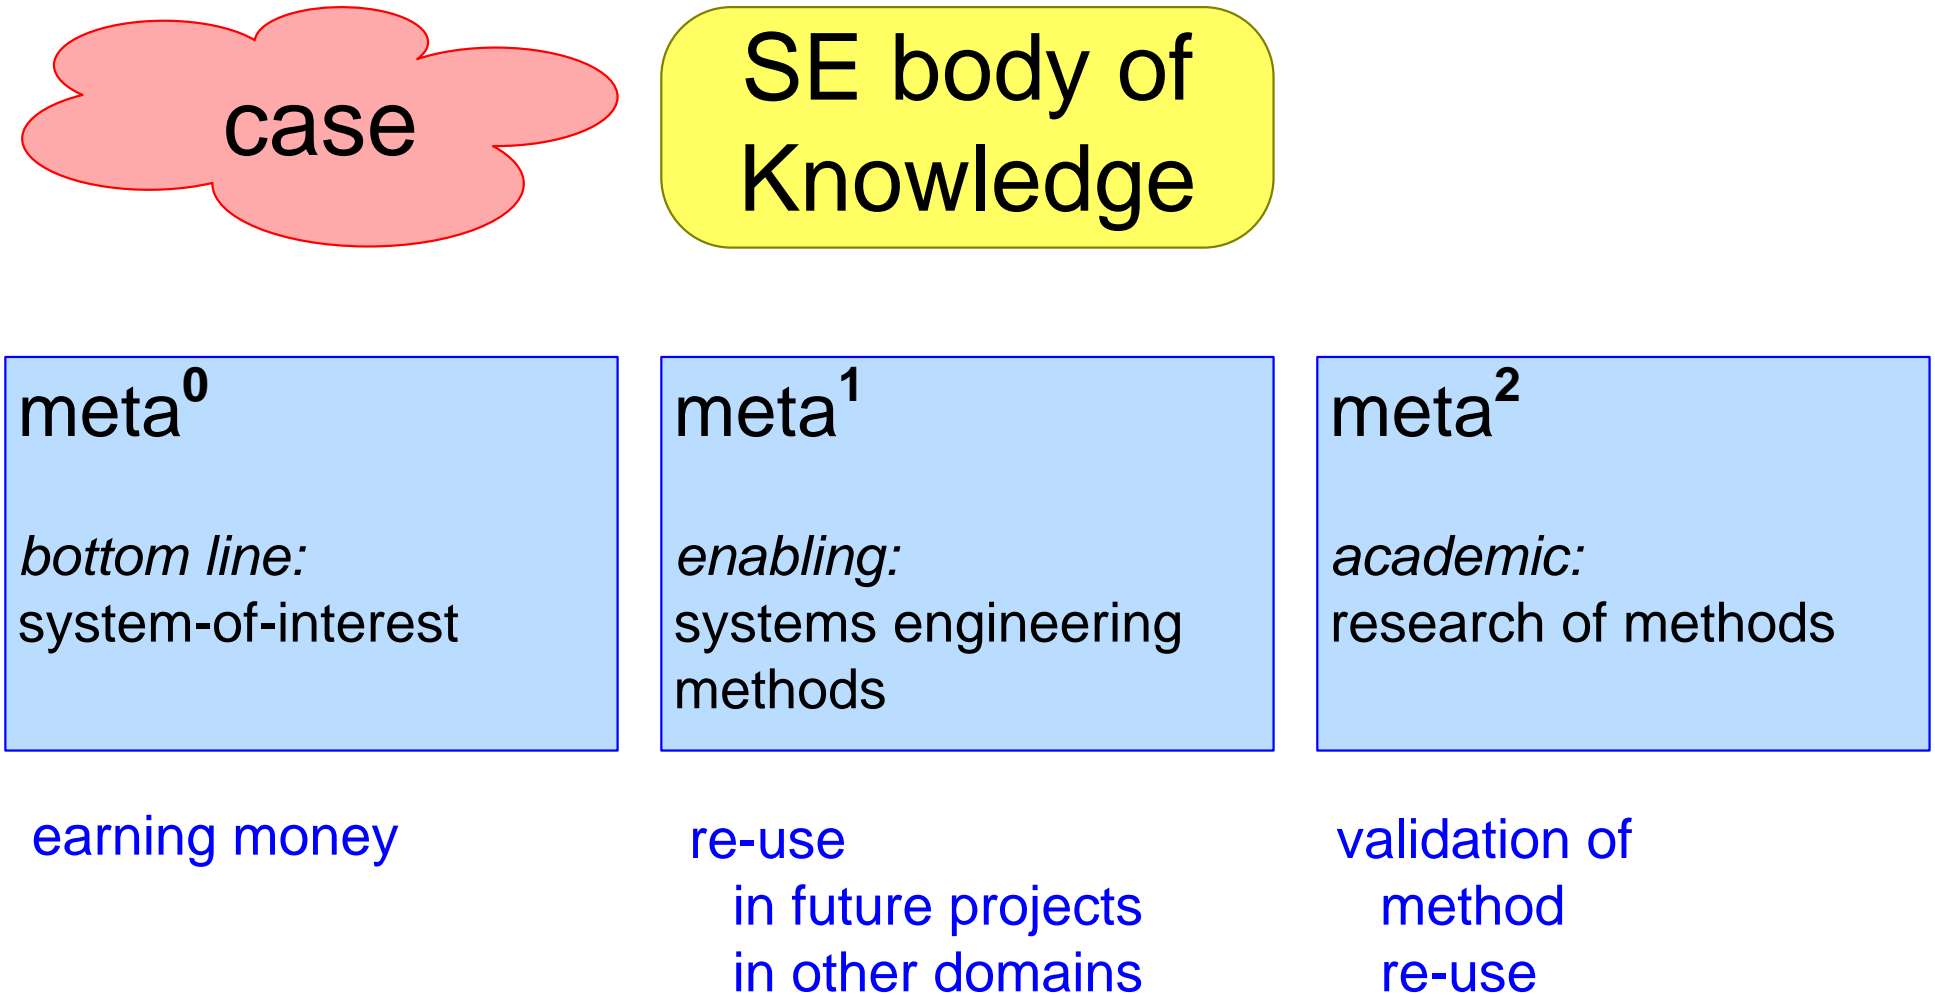 case
SE body of
Knowledge
meta⁰
bottom line:
system-of-interest
meta¹
enabling:
systems engineering
methods
meta²
academic:
research of methods
earning money
re-use
in future projects
in other domains
validation of
method
re-use